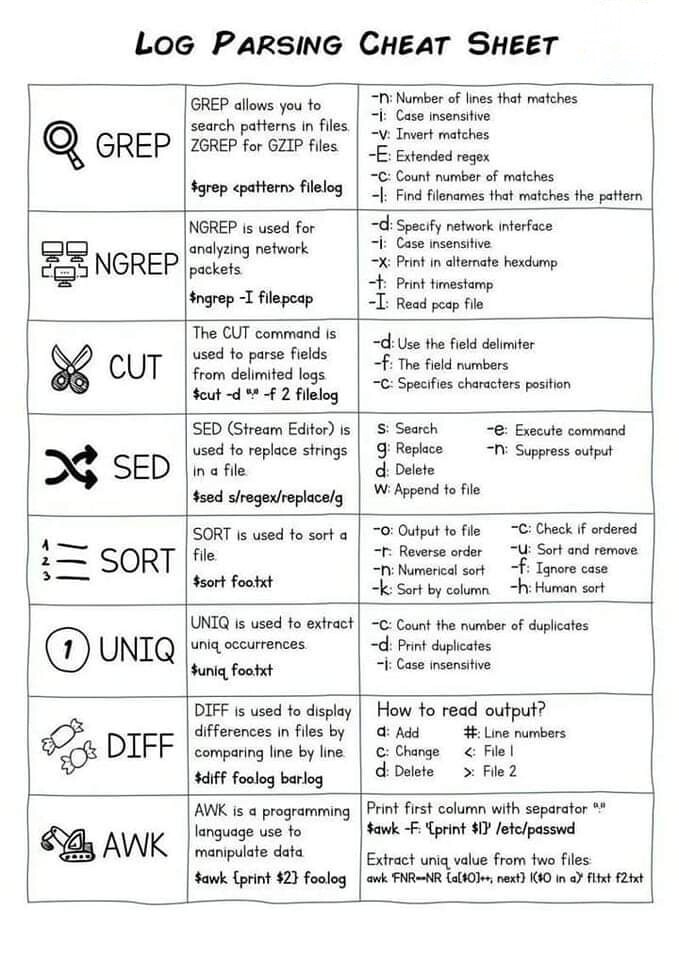 LOG PARSING CHEAT SHEET
GREP
GREP allows you to
search patterns in files.
ZGREP for GZIP files.
$grep <pattern> file.log
-n: Number of lines that matches
-i: Case insensitive
-v: Invert matches
-E: Extended regex
-c: Count number of matches
-l: Find filenames that matches the pattern
NGREP
NGREP is used for
analyzing network
packets.
$ngrep -I file.pcap
-d: Specify network interface
-i: Case insensitive.
-x: Print in alternate hexdump
-t: Print timestamp
-I: Read pcap file
CUT
The CUT command is
used to parse fields
from delimited logs.
$cut -d ":" -f 2 file.log
-d: Use the field delimiter
-f: The field numbers
-c: Specifies characters position
SED
SED (Stream Editor) is
used to replace strings
in a file.
$sed s/regex/replace/g
s: Search
g: Replace
d: Delete
w: Append to file
-e: Execute command
-n: Suppress output
1
2
3
SORT
SORT is used to sort a
file.
$sort foo.txt
-o: Output to file
-r: Reverse order
-n: Numerical sort
-k: Sort by column
-c: Check if ordered
-u: Sort and remove
-f: Ignore case
-h: Human sort
1
UNIQ
UNIQ is used to extract
uniq occurrences.
$uniq foo.txt
-c: Count the number of duplicates
-d: Print duplicates
-i: Case insensitive
DIFF
DIFF is used to display
differences in files by
comparing line by line.
$diff foo.log bar.log
How to read output?
a: Add
c: Change
d: Delete
#: Line numbers
<: File 1
>: File 2
AWK
AWK is a programming
language use to
manipulate data.
$awk {print $2} foo.log
Print first column with separator ":"
$awk -F: '{print $1}' /etc/passwd
Extract uniq value from two files:
awk 'FNR==NR {a[$0]++; next} !($0 in a)' f1.txt f2.txt